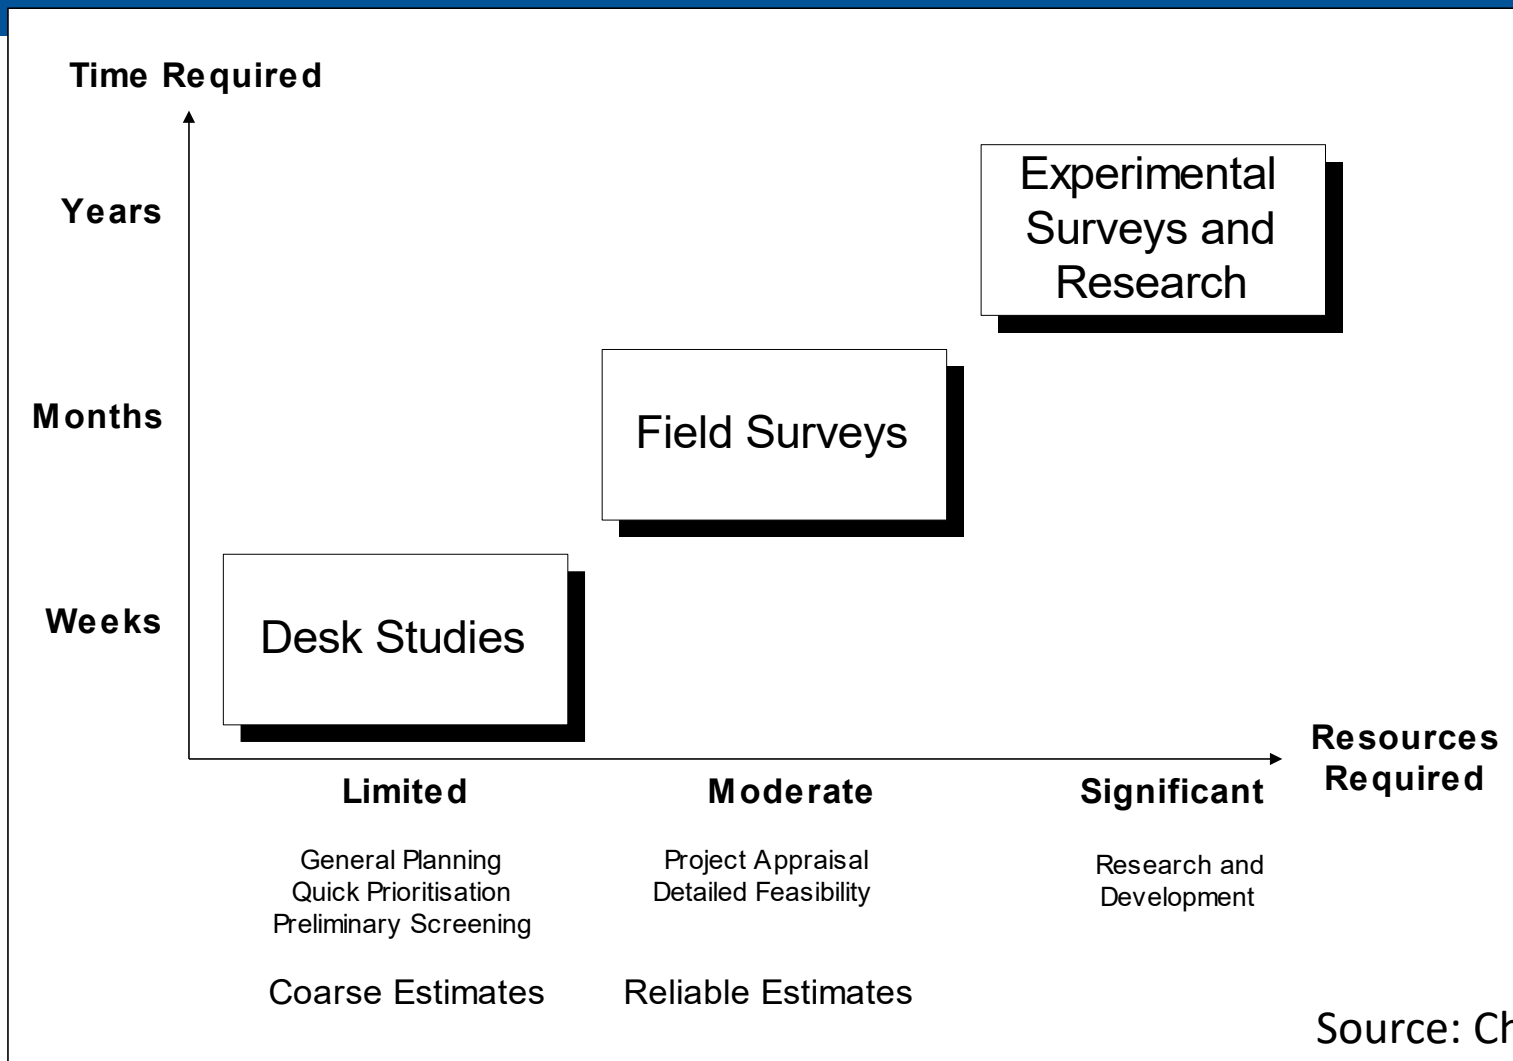 Time Required
Years
Experimental
Surveys and
Research
Months
Field Surveys
Weeks
Desk Studies
Resources
Required
Limited
Moderate
Significant
General Planning
Quick Prioritisation
Preliminary Screening
Project Appraisal
Detailed Feasibility
Research and
Development
Coarse Estimates
Reliable Estimates
Source: